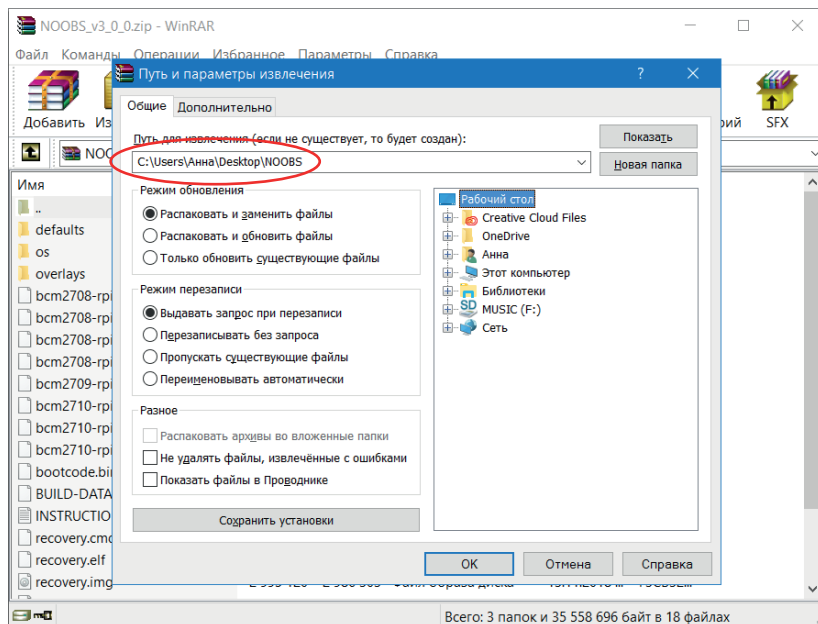 NOOBS_v3_0_0.zip - WinRAR
Файл Команды Операции Избранное Параметры Справка
Путь и параметры извлечения
Добавить
SFX
Общие Дополнительно
Путь для извлечения (если не существует, то будет создан):
Показать
C:\Users\Анна\Desktop\NOOBS
Новая папка
Режим обновления
Распаковать и заменить файлы
Распаковать и обновить файлы
Только обновить существующие файлы
Режим перезаписи
Выдавать запрос при перезаписи
Перезаписывать без запроса
Пропускать существующие файлы
Переименовывать автоматически
Разное
Распаковать архивы во вложенные папки
Не удалять файлы, извлечённые с ошибками
Показать файлы в Проводнике
Сохранить установки
Рабочий стол
Creative Cloud Files
OneDrive
Анна
Этот компьютер
Библиотеки
MUSIC (F:)
Сеть
OK Отмена Справка
Имя
..
defaults
os
overlays
bcm2708-rpi
bcm2708-rpi
bcm2708-rpi
bcm2708-rpi
bcm2709-rpi
bcm2710-rpi
bcm2710-rpi
bcm2710-rpi
bootcode.bin
BUILD-DATA
INSTRUCTIO
recovery.cmd
recovery.elf
recovery.img
Всего: 3 папок и 35 558 696 байт в 18 файлах